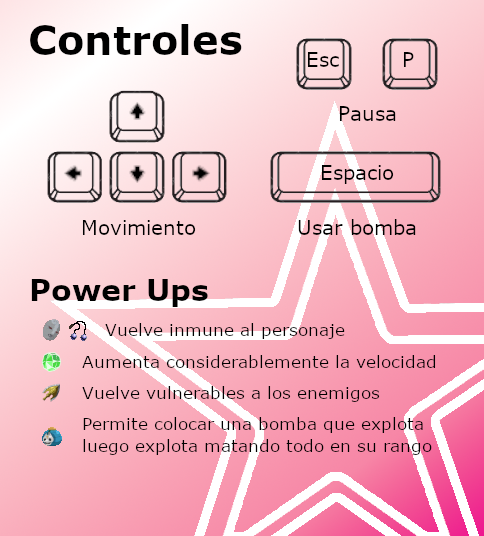 Controles
Esc P
Pausa
Espacio
Movimiento
Usar bomba
Power Ups
Vuelve inmune al personaje
Aumenta considerablemente la velocidad
Vuelve vulnerables a los enemigos
Permite colocar una bomba que explota
luego explota matando todo en su rango